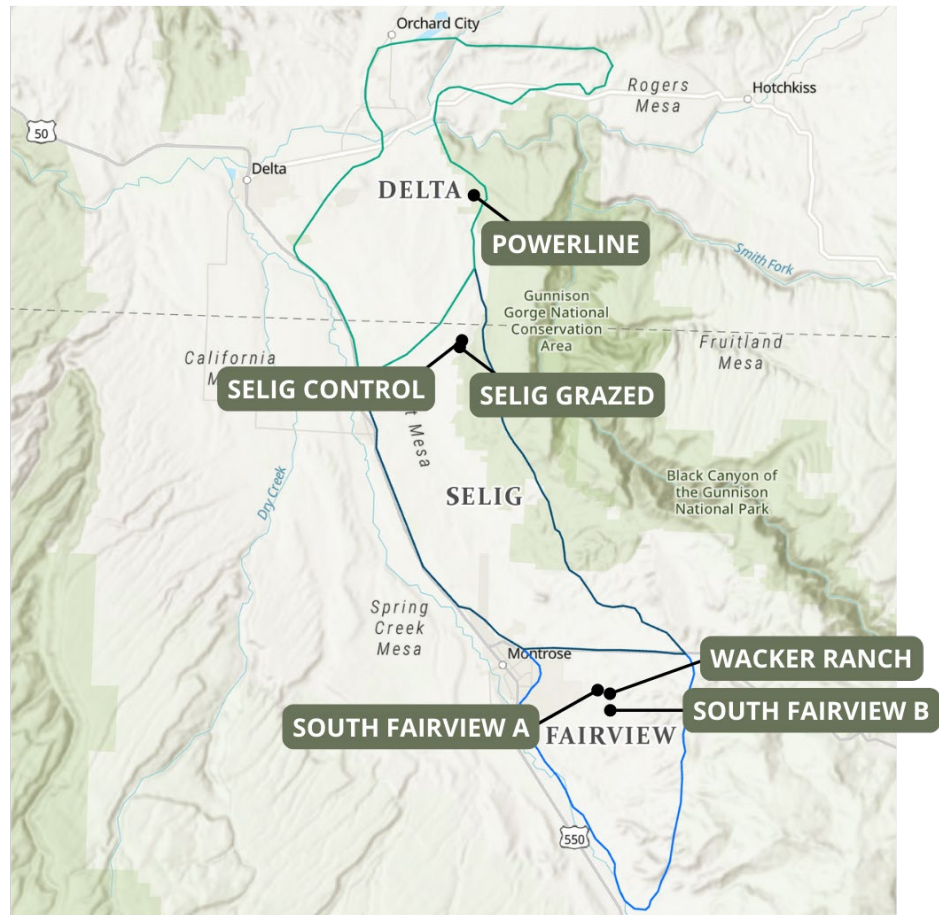 Orchard City
Rogers
Mesa
Hotchkiss
50
Delta
DELTA
POWERLINE
Smith Fork
Gunnison
Gorge National
Conservation
Area
Fruitland
Mesa
California
SELIG CONTROL
SELIG GRAZED
Mesa
SELIG
Black Canyon of
the Gunnison
National Park
Dry Creek
Spring
Creek
Mesa
Montrose
WACKER RANCH
SOUTH FAIRVIEW A
SOUTH FAIRVIEW B
FAIRVIEW
550